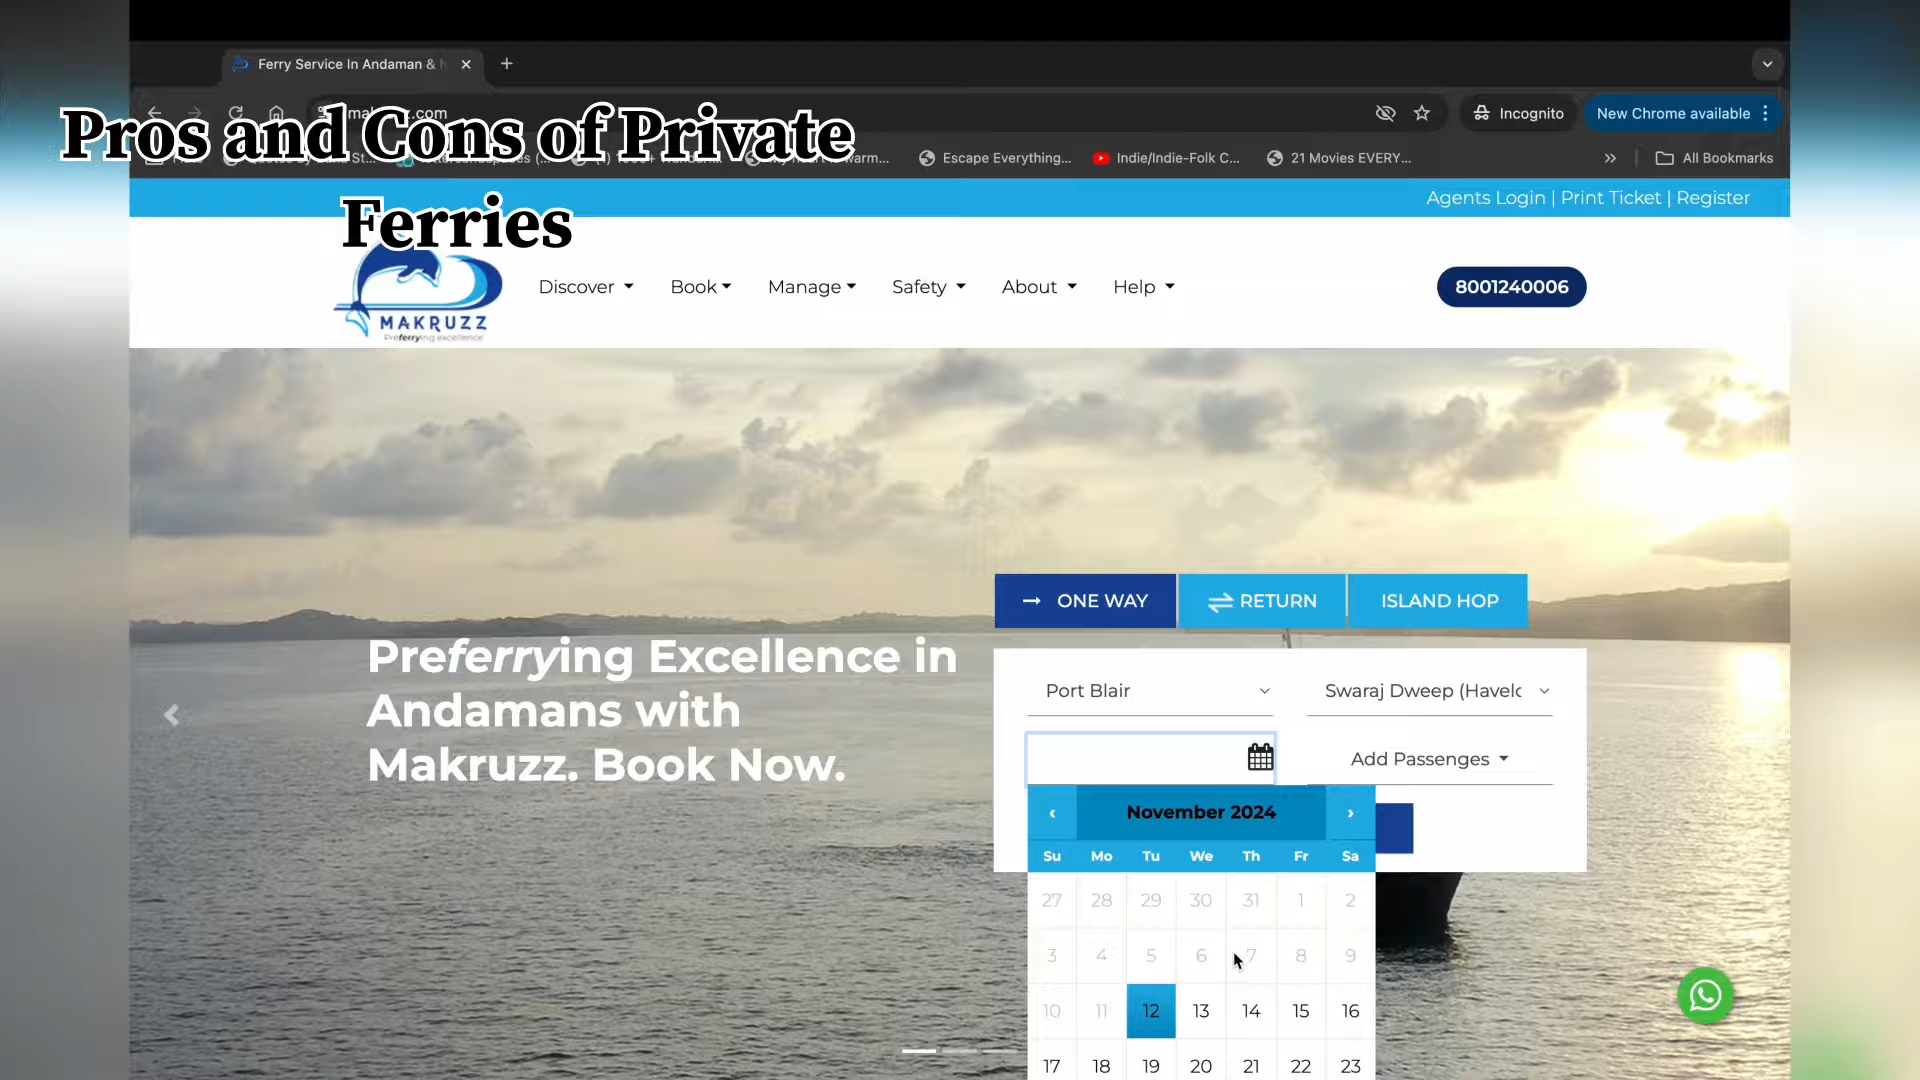 Ferry Service In Andaman & N
Pros and Cons of Private
Ferries
Incognito
New Chrome available
Escape Everything...
Indie/Indie-Folk C...
21 Movies EVERY...
All Bookmarks
Agents Login | Print Ticket | Register
MAKRUZZ
Preferrying excellence
Discover
Book
Manage
Safety
About
Help
8001240006
ONE WAY
RETURN
ISLAND HOP
Preferrying Excellence in
Andamans with
Makruzz. Book Now.
Port Blair
Swaraj Dweep (Havelo
Add Passenges
November 2024
Su Mo Tu We Th Fr Sa
27 28 29 30 31 1 2
3 4 5 6 7 8 9
10 11 12 13 14 15 16
17 18 19 20 21 22 23